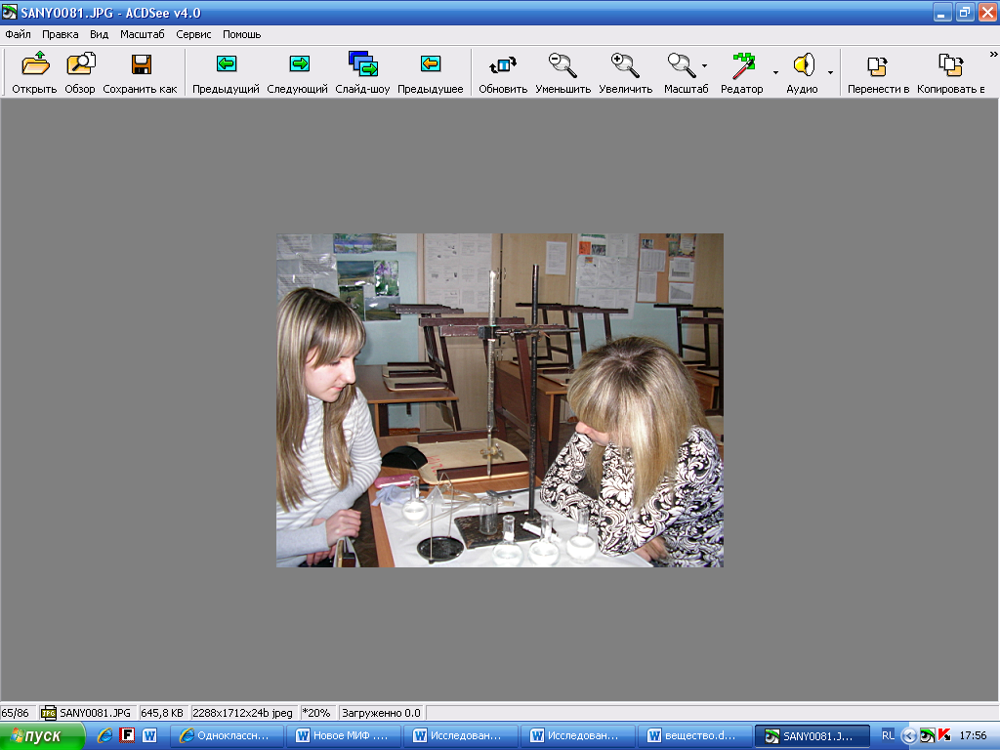 SANY0081.JPG - ACDSee v4.0
Файл Правка Вид Масштаб Сервис Помошь
Открыть Обзор Сохранить как Предыдущий Следующий Слайд-шоу Предыдушее Обновить Уменьшить Увеличить Масштаб Редатор Аудио Перенести в Копировать в
65/86 SANY0081.JPG 645,8 KB 2288x1712x24b jpeg *20% Загруженно 0.0
пуск Одноклассн... Новое МИФ .... Исследован... Исследован... вещество.d... SANY0081.J... RL 17:56